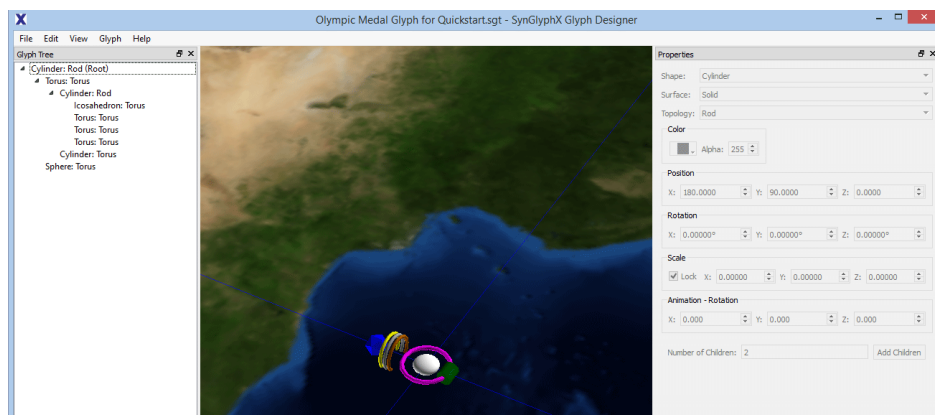 X Olympic Medal Glyph for Quickstart.sgt - SynGlyphX Glyph Designer
File Edit View Glyph Help
Glyph Tree
Cylinder: Rod (Root)
Torus: Torus
Cylinder: Rod
Icosahedron: Torus
Torus: Torus
Torus: Torus
Torus: Torus
Cylinder: Torus
Sphere: Torus
Properties
Shape: Cylinder
Surface: Solid
Topology: Rod
Color
Alpha: 255
Position
X: 180.0000 Y: 90.0000 Z: 0.0000
Rotation
X: 0.00000° Y: 0.00000° Z: 0.00000°
Scale
Lock X: 0.00000 Y: 0.00000 Z: 0.00000
Animation - Rotation
X: 0.000 Y: 0.000 Z: 0.000
Number of Children: 2 Add Children